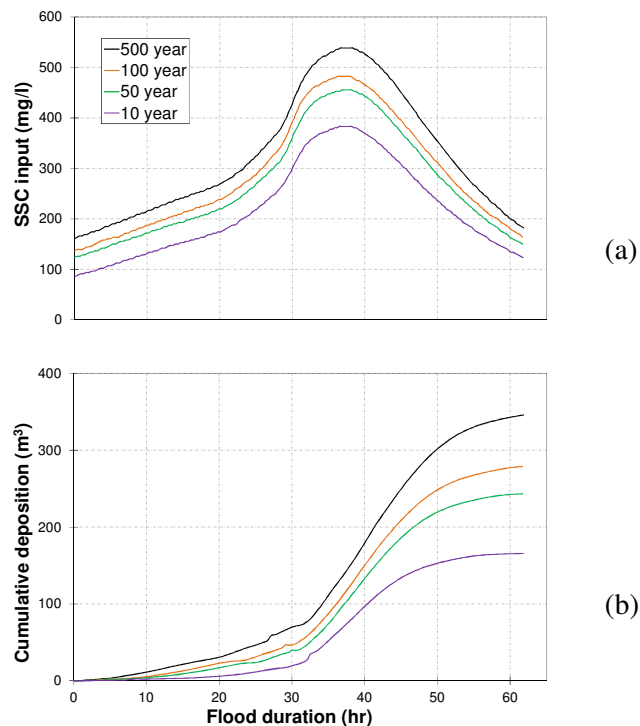 600
500
400
300
200
100
0
SSC input (mg/l)
500 year
100 year
50 year
10 year
(a)
400
300
200
100
0
Cumulative deposition (m³)
0 10 20 30 40 50 60
Flood duration (hr)
(b)